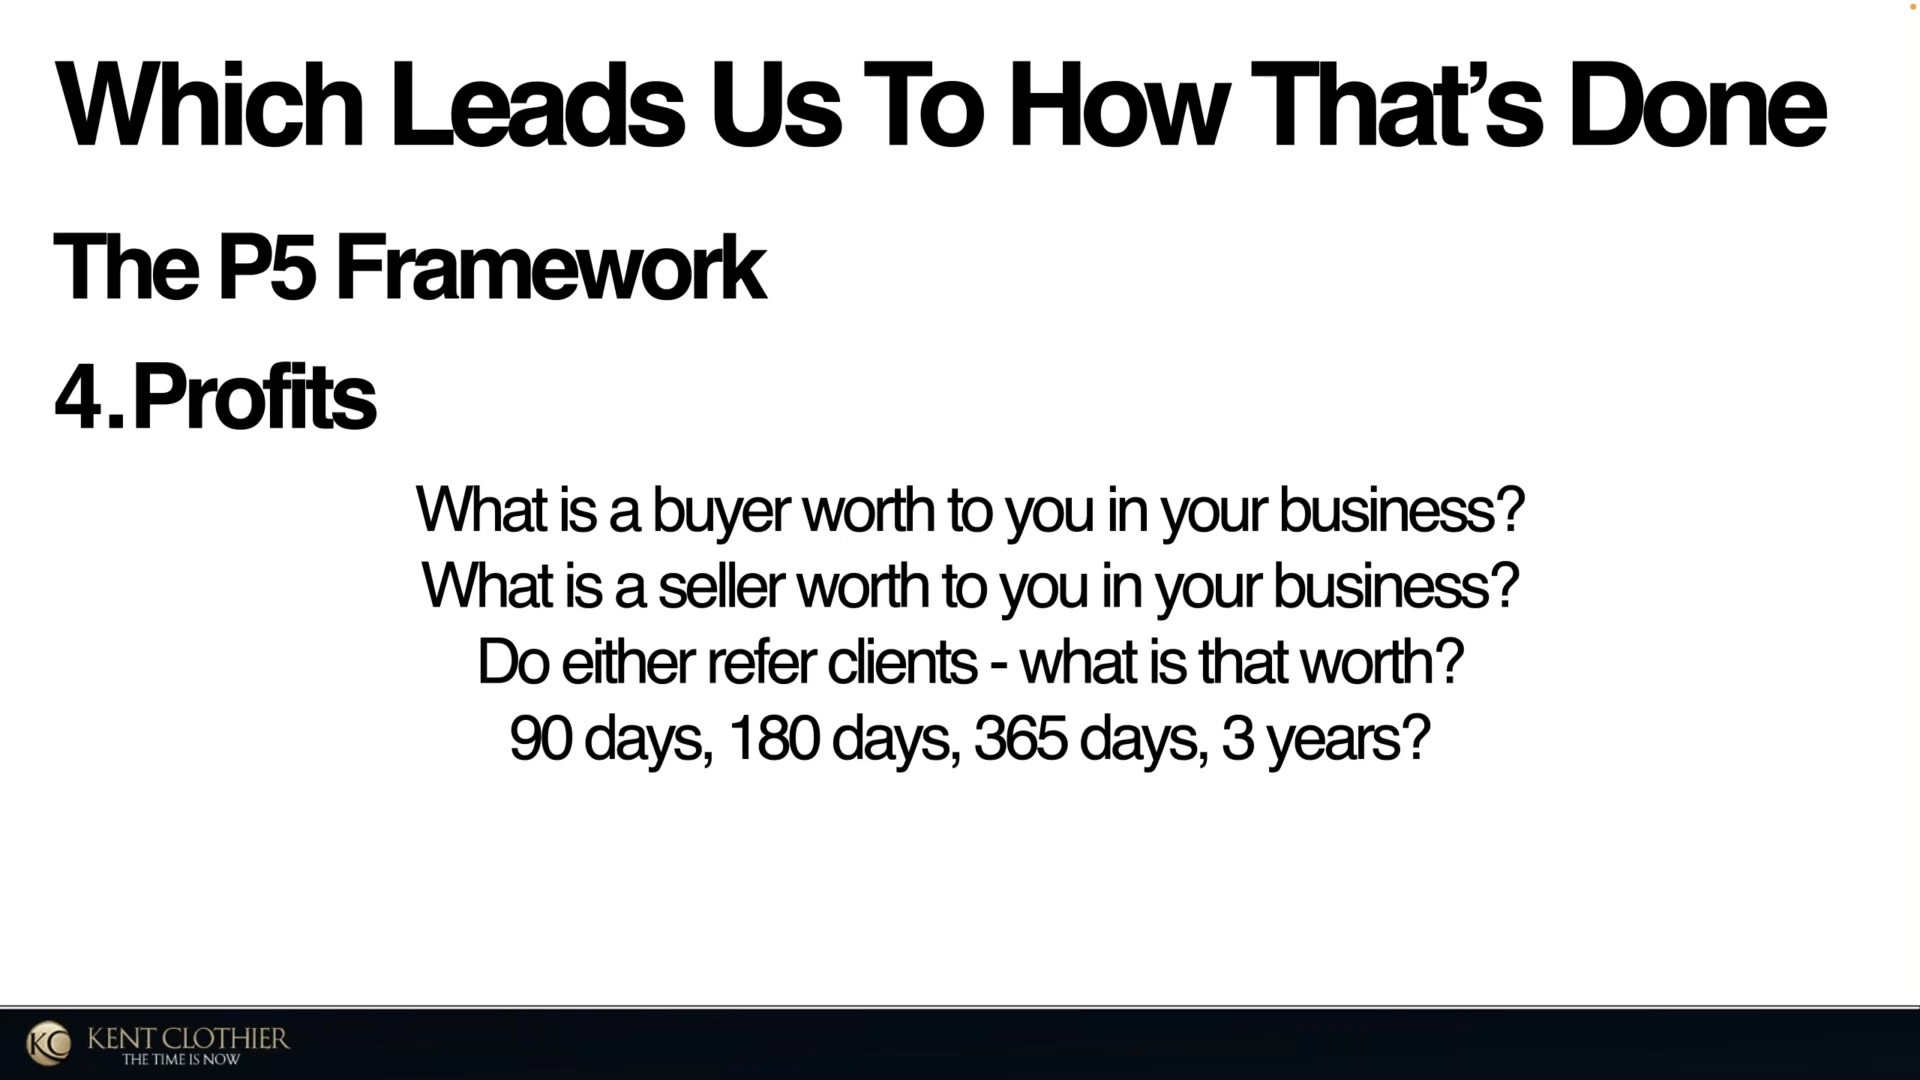 Which Leads Us To How That’s Done
The P5 Framework
4. Profits
What is a buyer worth to you in your business?
What is a seller worth to you in your business?
Do either refer clients - what is that worth?
90 days, 180 days, 365 days, 3 years?
KC
KENT CLOTHIER
THE TIME IS NOW